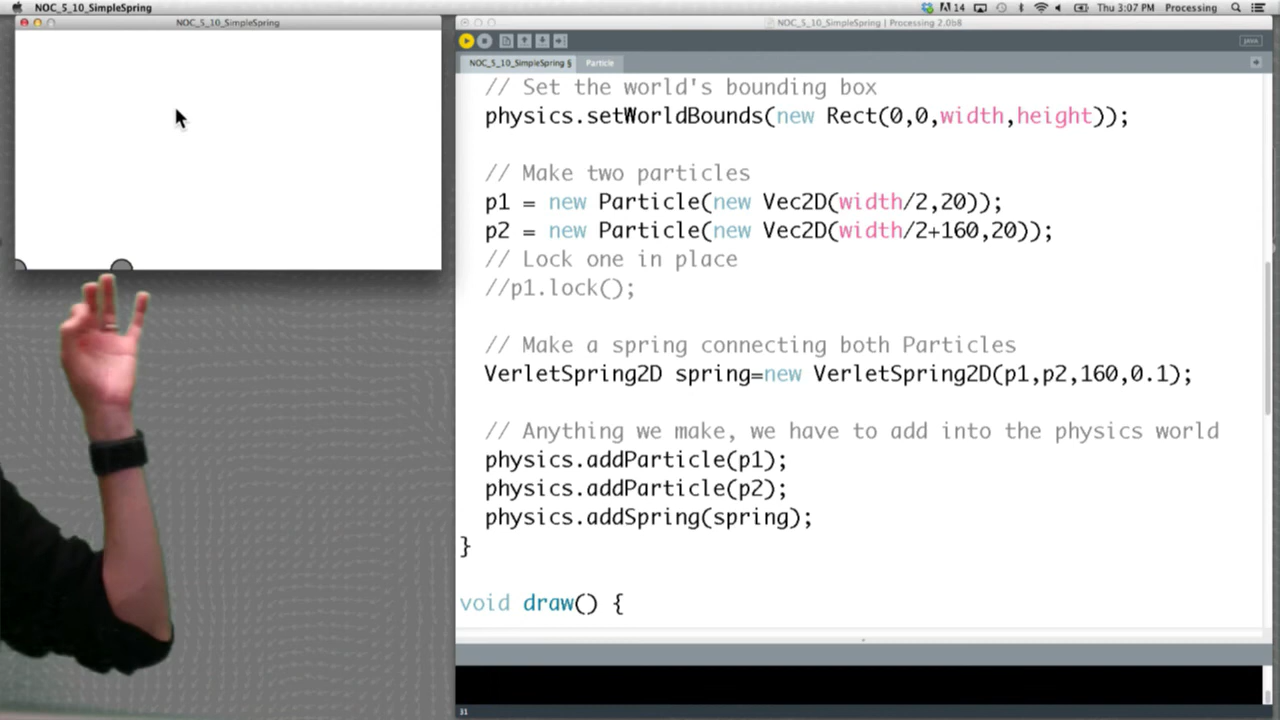 NOC_5_10_SimpleSpring
14
Thu 3:07 PM
Processing
NOC_5_10_SimpleSpring
NOC_5_10_SimpleSpring | Processing 2.0b8
java
NOC_5_10_SimpleSpring §
Particle
// Set the world's bounding box
physics.setWorldBounds(new Rect(0,0,width,height));
// Make two particles
p1 = new Particle(new Vec2D(width/2,20));
p2 = new Particle(new Vec2D(width/2+160,20));
// Lock one in place
//p1.lock();
// Make a spring connecting both Particles
VerletSpring2D spring=new VerletSpring2D(p1,p2,160,0.1);
// Anything we make, we have to add into the physics world
physics.addParticle(p1);
physics.addParticle(p2);
physics.addSpring(spring);
}
void draw() {
31